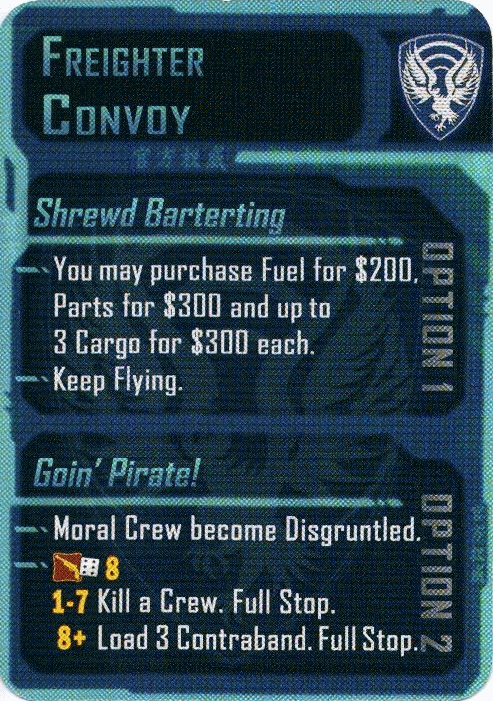 Freighter
Convoy
Shrewd Barterting
You may purchase Fuel for $200,
Parts for $300 and up to
3 Cargo for $300 each.
Keep Flying.
OPTION 1
Goin' Pirate!
Moral Crew become Disgruntled.
8
1-7 Kill a Crew. Full Stop.
8+ Load 3 Contraband. Full Stop.
OPTION 2